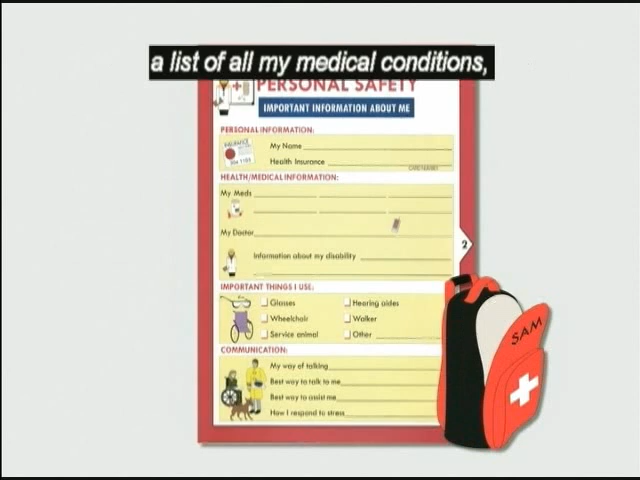 a list of all my medical conditions,
PERSONAL SAFETY
IMPORTANT INFORMATION ABOUT ME
PERSONAL INFORMATION:
INSURANCE
My Name
Health Insurance
HEALTH/MEDICAL INFORMATION:
My Meds
My Doctor
2
Information about my disability
IMPORTANT THINGS I USE:
Glasses
Hearing aides
Wheelchair
Walker
Service animal
Other
SAM
COMMUNICATION:
My way of talking
Best way to talk to me
Best way to assist me
How I respond to stress